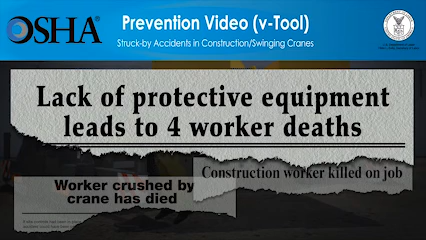 OSHA®
Prevention Video (v-Tool)
Struck-by Accidents in Construction/Swinging Cranes
Lack of protective equipment
leads to 4 worker deaths
Construction worker killed on job
Worker crushed by
crane has died